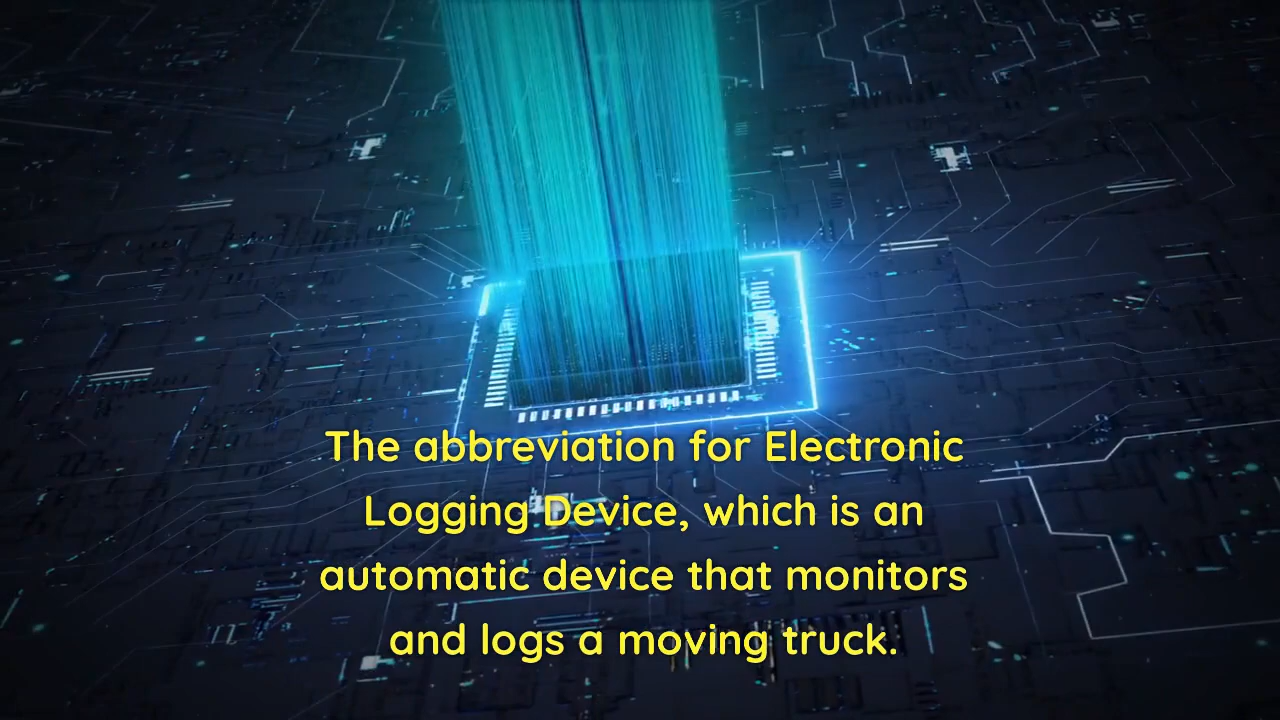 The abbreviation for Electronic
Logging Device, which is an
automatic device that monitors
and logs a moving truck.